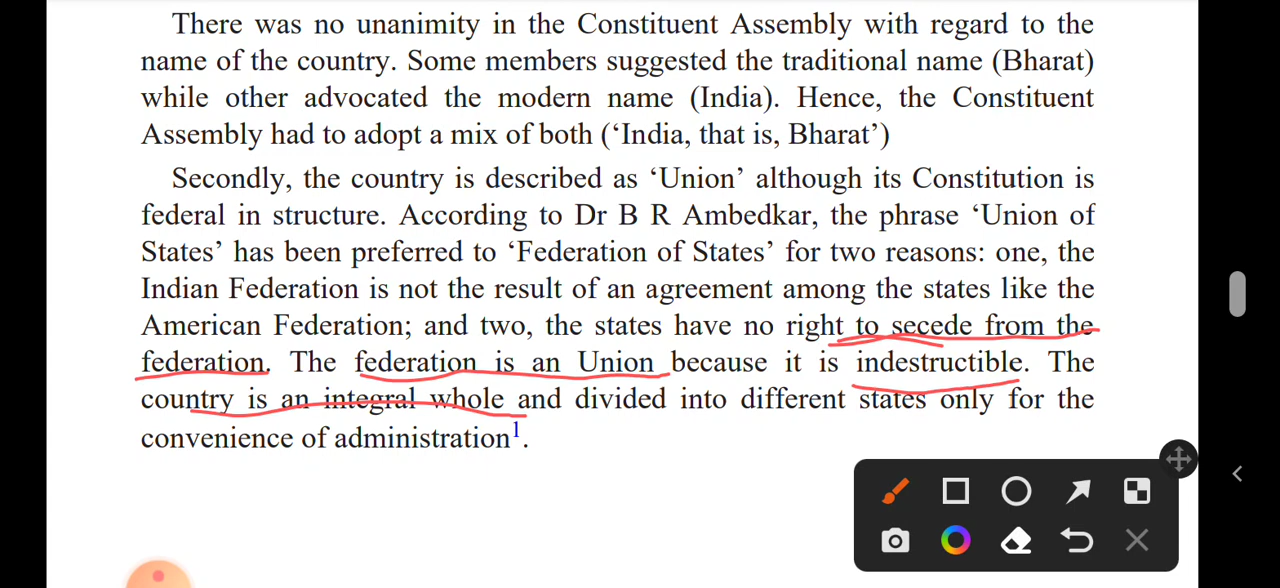 There was no unanimity in the Constituent Assembly with regard to the
name of the country. Some members suggested the traditional name (Bharat)
while other advocated the modern name (India). Hence, the Constituent
Assembly had to adopt a mix of both (‘India, that is, Bharat’)
Secondly, the country is described as ‘Union’ although its Constitution is
federal in structure. According to Dr B R Ambedkar, the phrase ‘Union of
States’ has been preferred to ‘Federation of States’ for two reasons: one, the
Indian Federation is not the result of an agreement among the states like the
American Federation; and two, the states have no right to secede from the
federation. The federation is an Union because it is indestructible. The
country is an integral whole and divided into different states only for the
convenience of administration1.